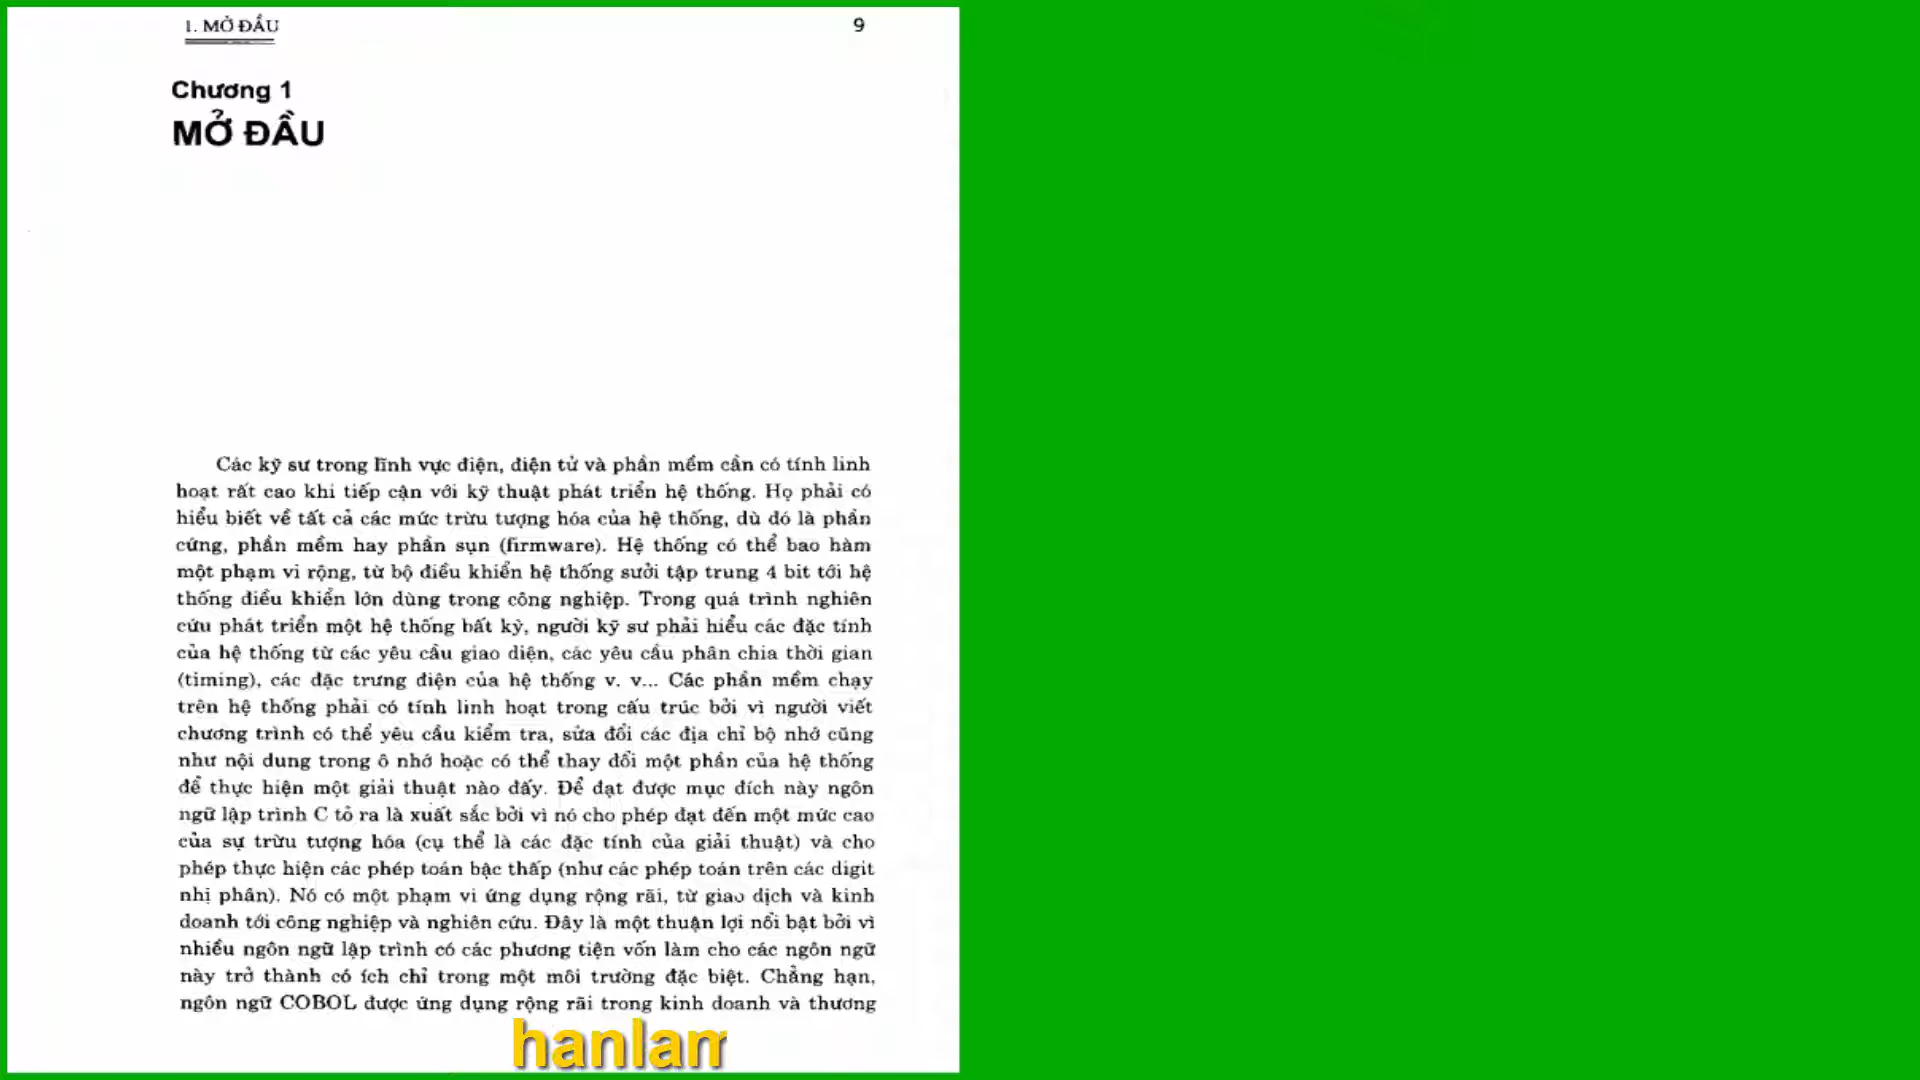 1. MỞ ĐẦU
9
Chương 1
MỞ ĐẦU
Các kỹ sư trong lĩnh vực điện, điện tử và phần mềm cần có tính linh
hoạt rất cao khi tiếp cận với kỹ thuật phát triển hệ thống. Họ phải có
hiểu biết về tất cả các mức trừu tượng hóa của hệ thống, dù đó là phần
cứng, phần mềm hay phần sụn (firmware). Hệ thống có thể bao hàm
một phạm vi rộng, từ bộ điều khiển hệ thống sưởi tập trung 4 bit tới hệ
thống điều khiển lớn dùng trong công nghiệp. Trong quá trình nghiên
cứu phát triển một hệ thống bất kỳ, người kỹ sư phải hiểu các đặc tính
của hệ thống từ các yêu cầu giao diện, các yêu cầu phân chia thời gian
(timing), các đặc trưng điện của hệ thống v. v... Các phần mềm chạy
trên hệ thống phải có tính linh hoạt trong cấu trúc bởi vì người viết
chương trình có thể yêu cầu kiểm tra, sửa đổi các địa chỉ bộ nhớ cũng
như nội dung trong ô nhớ hoặc có thể thay đổi một phần của hệ thống
để thực hiện một giải thuật nào đấy. Để đạt được mục đích này ngôn
ngữ lập trình C tỏ ra là xuất sắc bởi vì nó cho phép đạt đến một mức cao
của sự trừu tượng hóa (cụ thể là các đặc tính của giải thuật) và cho
phép thực hiện các phép toán bậc thấp (như các phép toán trên các digit
nhị phân). Nó có một phạm vi ứng dụng rộng rãi, từ giao dịch và kinh
doanh tới công nghiệp và nghiên cứu. Đây là một thuận lợi nổi bật bởi vì
nhiều ngôn ngữ lập trình có các phương tiện vốn làm cho các ngôn ngữ
này trở thành có ích chỉ trong một môi trường đặc biệt. Chẳng hạn,
ngôn ngữ COBOL được ứng dụng rộng rãi trong kinh doanh và thương
hanlam